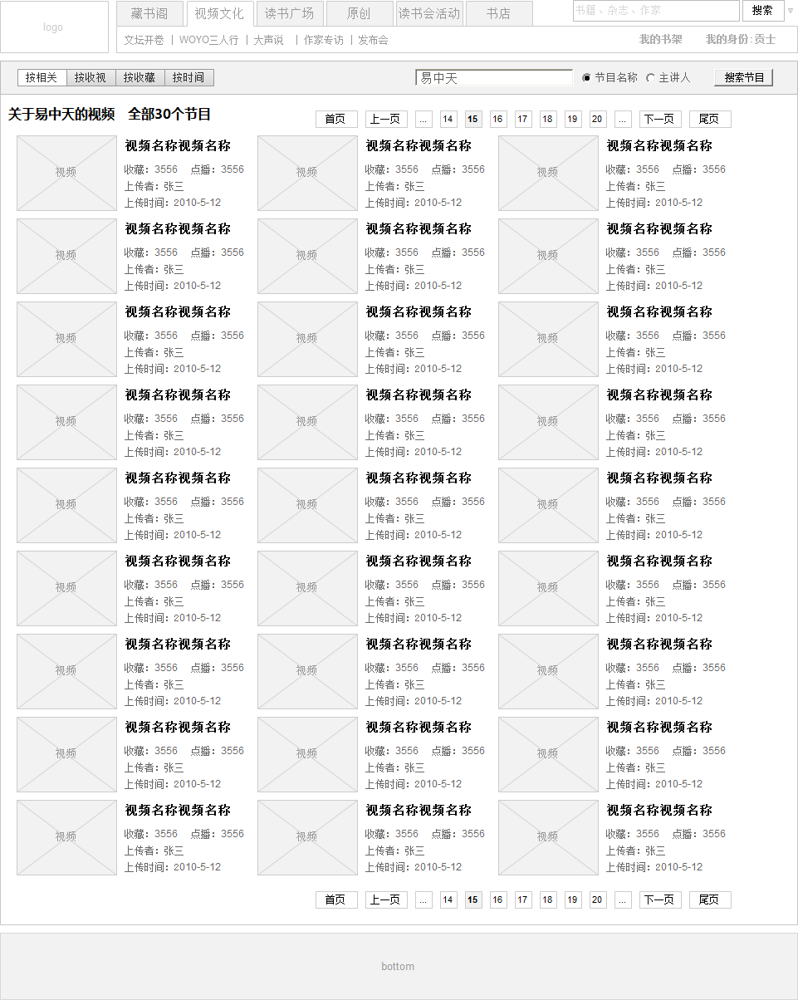 logo
藏书阁 视频文化 读书广场 原创 读书会活动 书店 书籍、杂志、作家 搜索 ▽
文坛开卷 | WOYO三人行 | 大声说 | 作家专访 | 发布会 我的书架 我的身份:贡士
按相关 按收视 按收藏 按时间 易中天 节目名称 主讲人 搜索节目
关于易中天的视频 全部30个节目 首页 上一页 ... 14 15 16 17 18 19 20 ... 下一页 尾页
视频名称视频名称 视频名称视频名称 视频名称视频名称
视频 收藏：3556 点播：3556 视频 收藏：3556 点播：3556 视频 收藏：3556 点播：3556
上传者：张三 上传者：张三 上传者：张三
上传时间：2010-5-12 上传时间：2010-5-12 上传时间：2010-5-12
视频名称视频名称 视频名称视频名称 视频名称视频名称
视频 收藏：3556 点播：3556 视频 收藏：3556 点播：3556 视频 收藏：3556 点播：3556
上传者：张三 上传者：张三 上传者：张三
上传时间：2010-5-12 上传时间：2010-5-12 上传时间：2010-5-12
视频名称视频名称 视频名称视频名称 视频名称视频名称
视频 收藏：3556 点播：3556 视频 收藏：3556 点播：3556 视频 收藏：3556 点播：3556
上传者：张三 上传者：张三 上传者：张三
上传时间：2010-5-12 上传时间：2010-5-12 上传时间：2010-5-12
视频名称视频名称 视频名称视频名称 视频名称视频名称
视频 收藏：3556 点播：3556 视频 收藏：3556 点播：3556 视频 收藏：3556 点播：3556
上传者：张三 上传者：张三 上传者：张三
上传时间：2010-5-12 上传时间：2010-5-12 上传时间：2010-5-12
视频名称视频名称 视频名称视频名称 视频名称视频名称
视频 收藏：3556 点播：3556 视频 收藏：3556 点播：3556 视频 收藏：3556 点播：3556
上传者：张三 上传者：张三 上传者：张三
上传时间：2010-5-12 上传时间：2010-5-12 上传时间：2010-5-12
视频名称视频名称 视频名称视频名称 视频名称视频名称
视频 收藏：3556 点播：3556 视频 收藏：3556 点播：3556 视频 收藏：3556 点播：3556
上传者：张三 上传者：张三 上传者：张三
上传时间：2010-5-12 上传时间：2010-5-12 上传时间：2010-5-12
视频名称视频名称 视频名称视频名称 视频名称视频名称
视频 收藏：3556 点播：3556 视频 收藏：3556 点播：3556 视频 收藏：3556 点播：3556
上传者：张三 上传者：张三 上传者：张三
上传时间：2010-5-12 上传时间：2010-5-12 上传时间：2010-5-12
视频名称视频名称 视频名称视频名称 视频名称视频名称
视频 收藏：3556 点播：3556 视频 收藏：3556 点播：3556 视频 收藏：3556 点播：3556
上传者：张三 上传者：张三 上传者：张三
上传时间：2010-5-12 上传时间：2010-5-12 上传时间：2010-5-12
视频名称视频名称 视频名称视频名称 视频名称视频名称
视频 收藏：3556 点播：3556 视频 收藏：3556 点播：3556 视频 收藏：3556 点播：3556
上传者：张三 上传者：张三 上传者：张三
上传时间：2010-5-12 上传时间：2010-5-12 上传时间：2010-5-12
首页 上一页 ... 14 15 16 17 18 19 20 ... 下一页 尾页
bottom